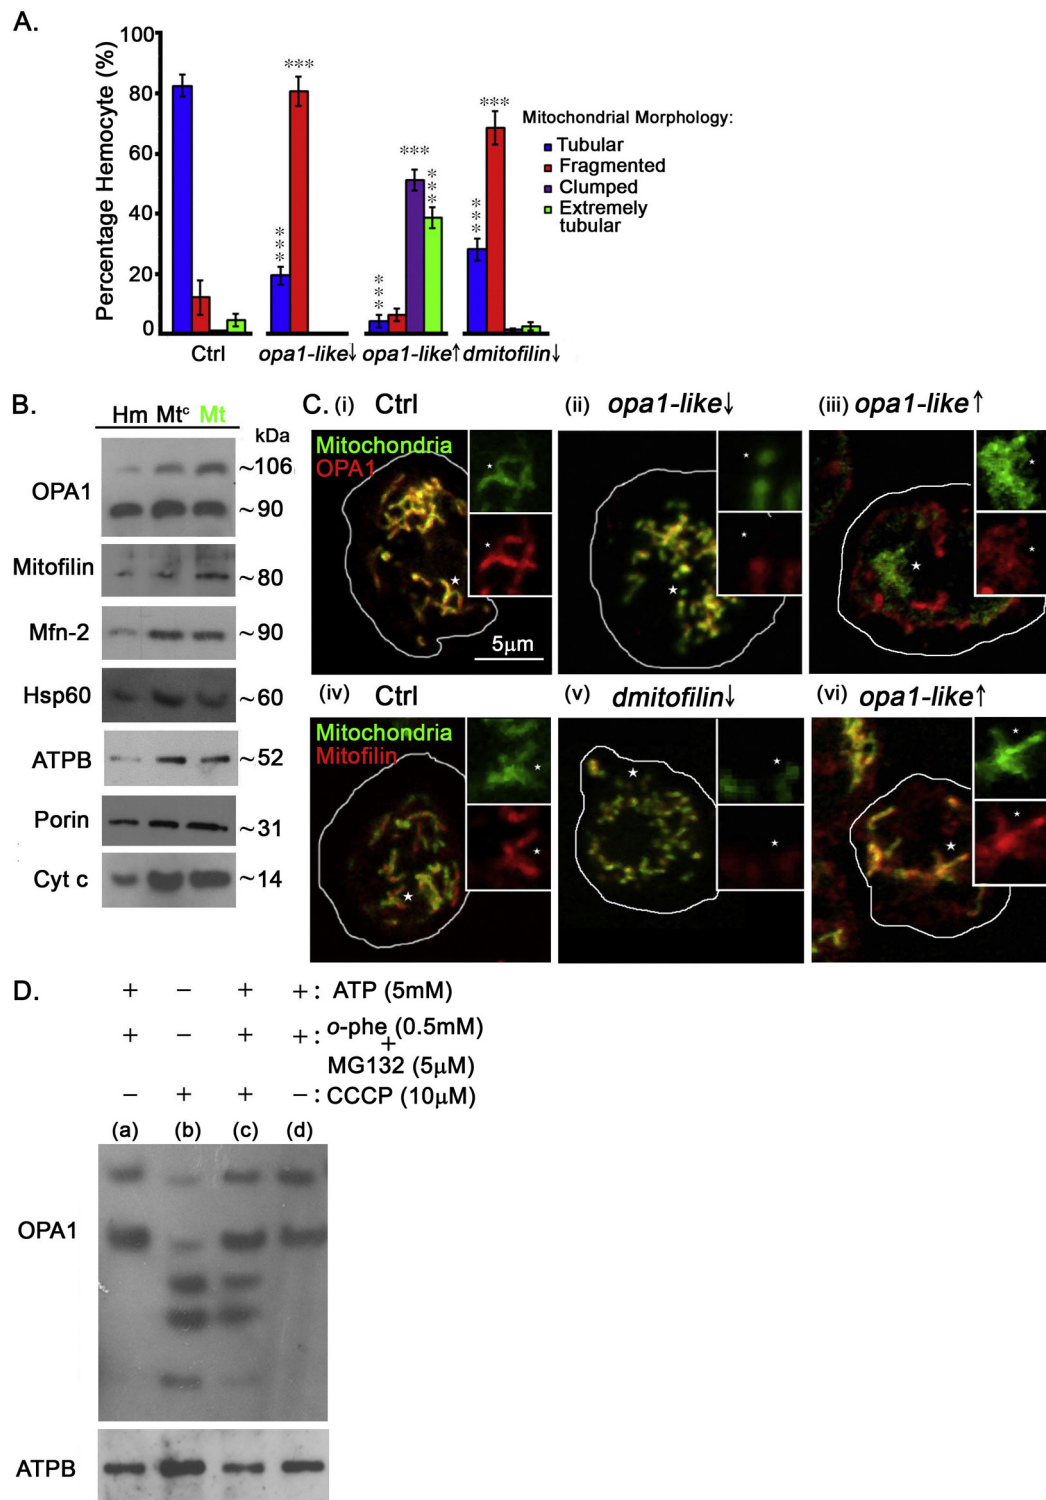 A.
Percentage Hemocyte (%)
100
80
60
40
20
0
***
***
***
***
***
***
***
Mitochondrial Morphology:
Tubular
Fragmented
Clumped
Extremely
tubular
Ctrl
opa1-like↓
opa1-like↑
dmitofilin↓
B.
Hm Mtᶜ Mt
kDa
OPA1
~106
~90
Mitofilin
~80
Mfn-2
~90
Hsp60
~60
ATPB
~52
Porin
~31
Cyt c
~14
C. (i) Ctrl
(ii) opa1-like↓
(iii) opa1-like↑
Mitochondria
OPA1
5μm
(iv) Ctrl
(v) dmitofilin↓
(vi) opa1-like↑
Mitochondria
Mitofilin
D.
+ − + + : ATP (5mM)
+ − + + : o-phe (0.5mM)
+
MG132 (5μM)
− + + − : CCCP (10μM)
(a) (b) (c) (d)
OPA1
ATPB